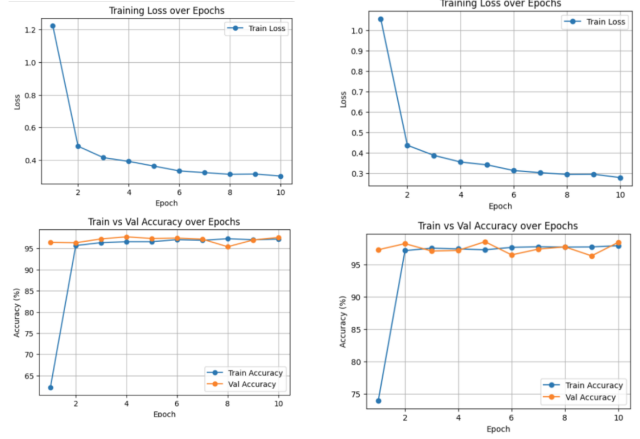 Training Loss over Epochs
Train Loss
1.2
1.0
0.8
0.6
0.4
Loss
2
4
6
8
10
Epoch
Training Loss over Epochs
Train Loss
1.0
0.9
0.8
0.7
0.6
0.5
0.4
0.3
Loss
2
4
6
8
10
Epoch
Train vs Val Accuracy over Epochs
95
90
85
80
75
70
65
Accuracy (%)
Train Accuracy
Val Accuracy
2
4
6
8
10
Epoch
Train vs Val Accuracy over Epochs
95
90
85
80
75
Accuracy (%)
Train Accuracy
Val Accuracy
2
4
6
8
10
Epoch